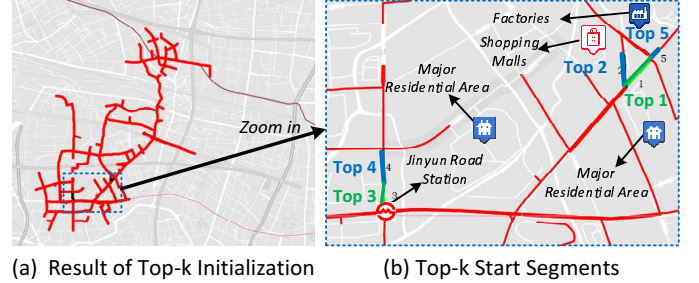 Zoom in
(a) Result of Top-k Initialization
Factories
Shopping
Malls
Top 5
5
Top 2
2
1
Top 1
Major
Residential Area
Major
Residential Area
Top 4
4
Jinyun Road
Station
Top 3
3
(b) Top-k Start Segments